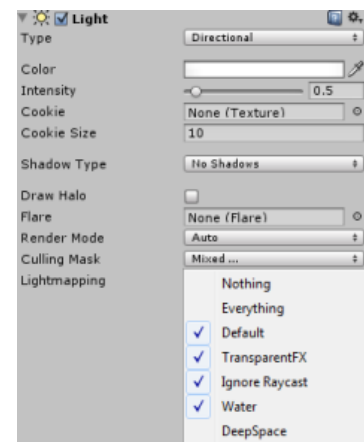 Light
Type Directional
Color
Intensity 0.5
Cookie None (Texture)
Cookie Size 10
Shadow Type No Shadows
Draw Halo
Flare None (Flare)
Render Mode Auto
Culling Mask Mixed ...
Lightmapping
Nothing
Everything
Default
TransparentFX
Ignore Raycast
Water
DeepSpace